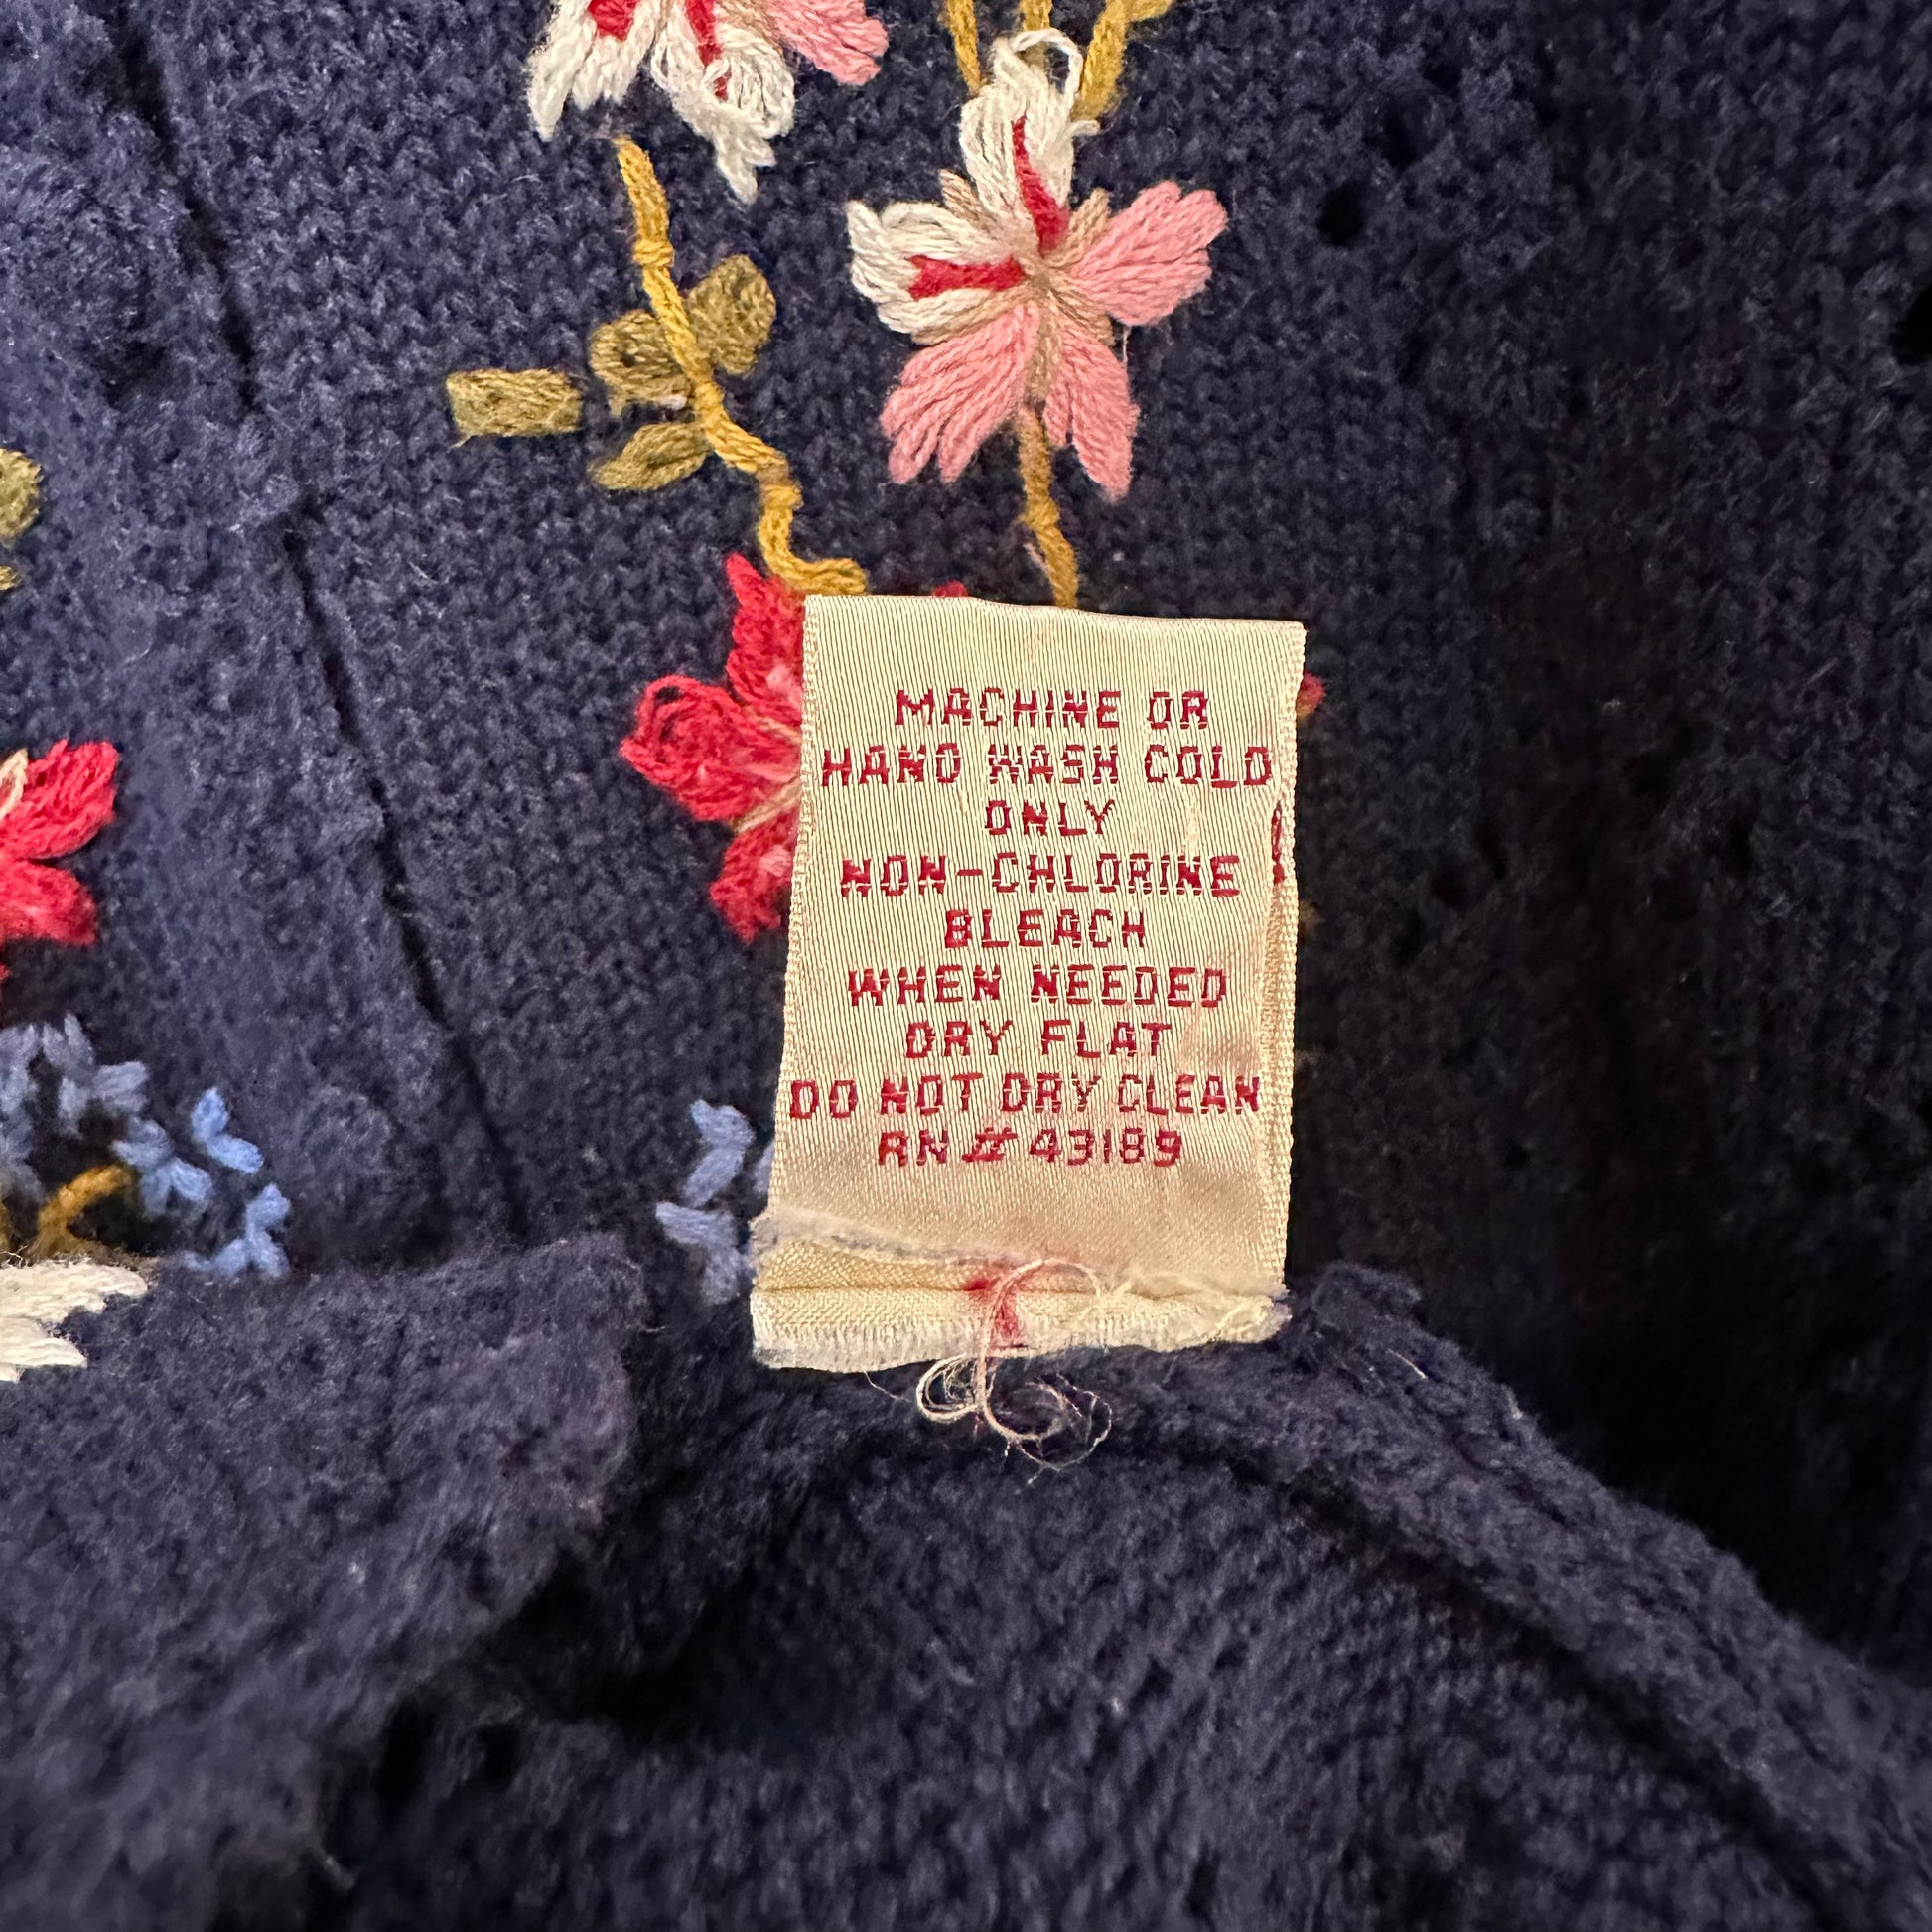 MACHINE OR
HAND WASH COLD
ONLY
NON-CHLORINE
BLEACH
WHEN NEEDED
DRY FLAT
DO NOT DRY CLEAN
RN # 43189